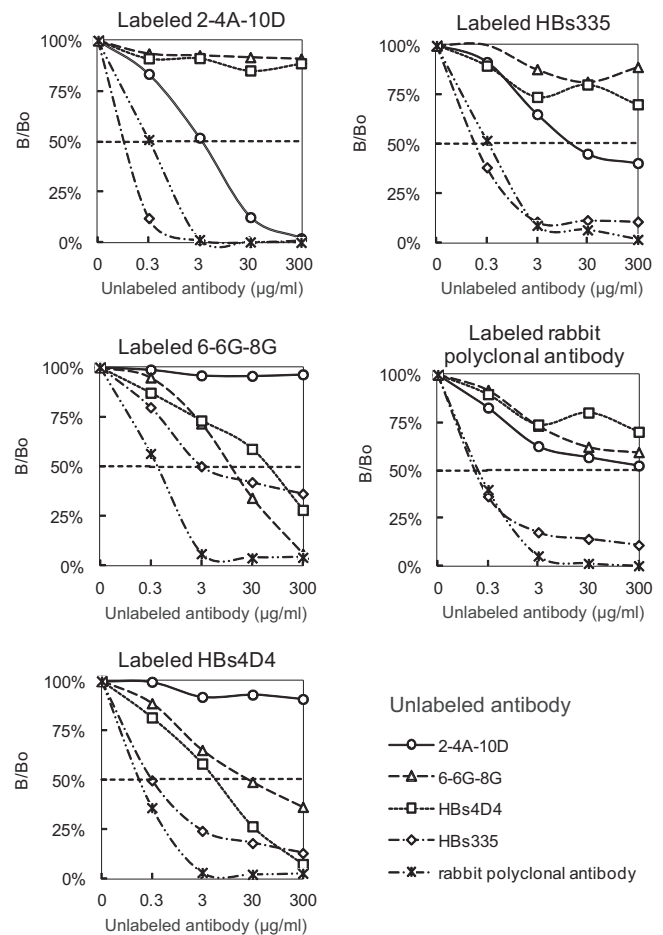 Labeled 2-4A-10D
100%
75%
50%
25%
0%
B/Bo
0 0.3 3 30 300
Unlabeled antibody (µg/ml)
Labeled HBs335
100%
75%
50%
25%
0%
B/Bo
0 0.3 3 30 300
Unlabeled antibody (µg/ml)
Labeled 6-6G-8G
100%
75%
50%
25%
0%
B/Bo
0 0.3 3 30 300
Unlabeled antibody (µg/ml)
Labeled rabbit
polyclonal antibody
100%
75%
50%
25%
0%
B/Bo
0 0.3 3 30 300
Unlabeled antibody (µg/ml)
Labeled HBs4D4
100%
75%
50%
25%
0%
B/Bo
0 0.3 3 30 300
Unlabeled antibody (µg/ml)
Unlabeled antibody
2-4A-10D
6-6G-8G
HBs4D4
HBs335
rabbit polyclonal antibody